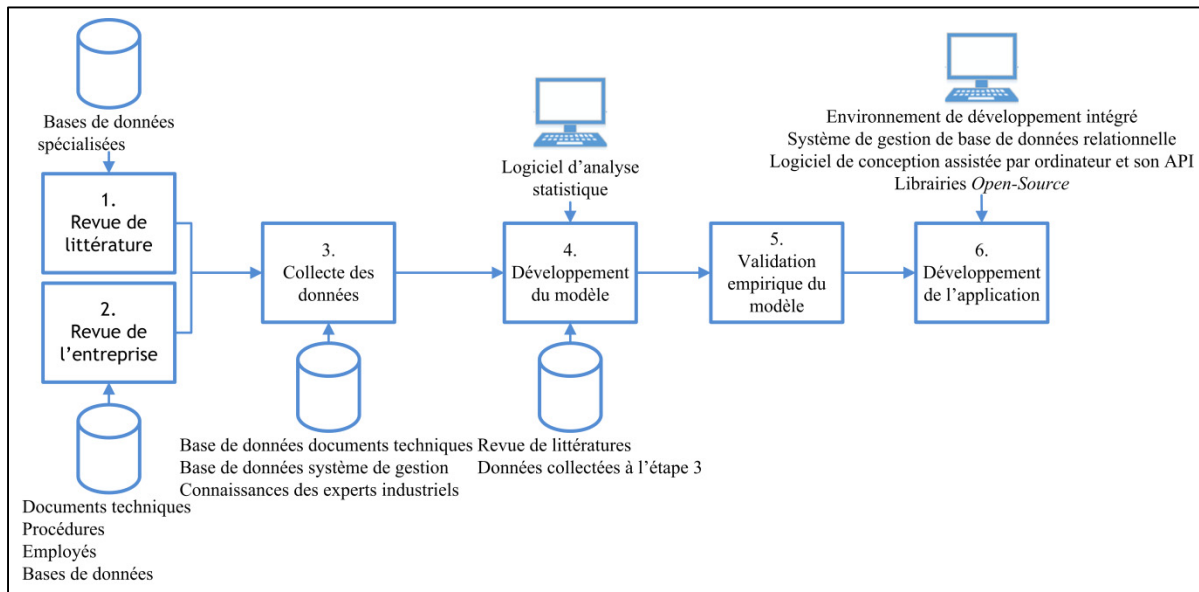 Bases de données
spécialisées
1.
Revue de
littérature
2.
Revue de
l'entreprise
Documents techniques
Procédures
Employés
Bases de données
3.
Collecte des
données
Base de données documents techniques
Base de données système de gestion
Connaissances des experts industriels
Logiciel d'analyse
statistique
4.
Développement
du modèle
Revue de littératures
Données collectées à l'étape 3
5.
Validation
empirique du
modèle
Environnement de développement intégré
Système de gestion de base de données relationnelle
Logiciel de conception assistée par ordinateur et son API
Librairies Open-Source
6.
Développement
de l'application